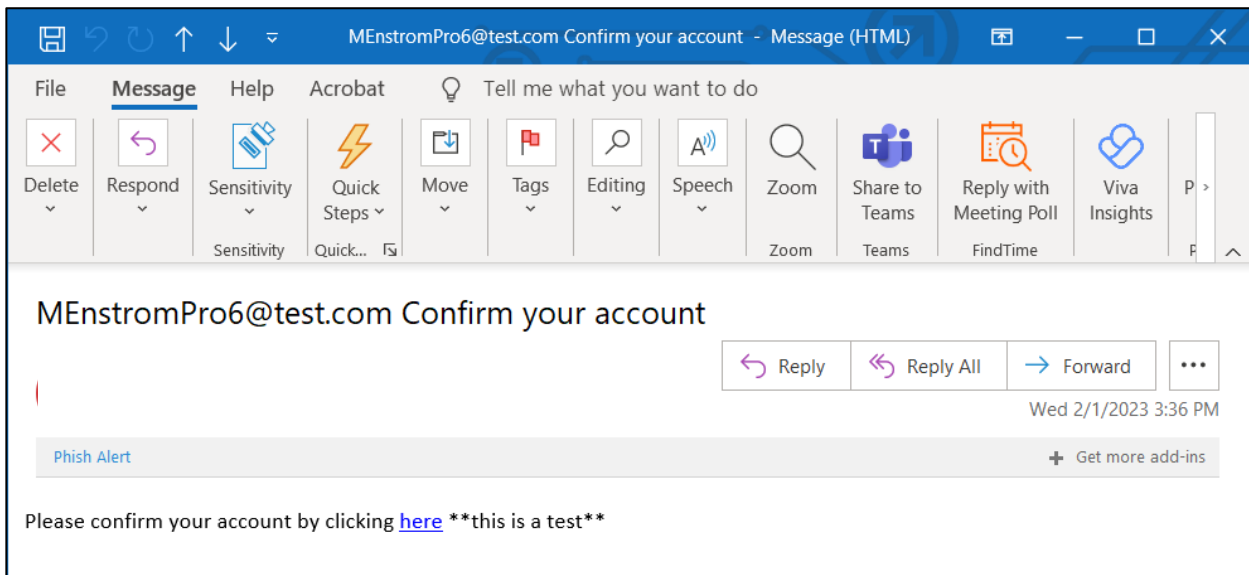 MEnstromPro6@test.com Confirm your account - Message (HTML)
File Message Help Acrobat Tell me what you want to do
Delete Respond Sensitivity Quick Steps Move Tags Editing Speech Zoom Share to Teams Reply with Meeting Poll Viva Insights P
Sensitivity Quick... Zoom Teams FindTime
MEnstromPro6@test.com Confirm your account
Reply Reply All Forward
Wed 2/1/2023 3:36 PM
Phish Alert Get more add-ins
Please confirm your account by clicking here **this is a test**